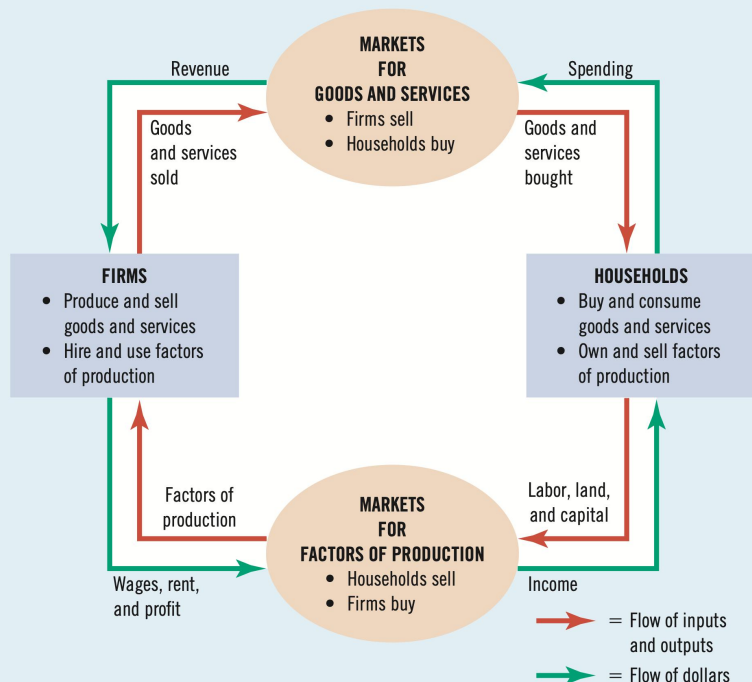 MARKETS
FOR
GOODS AND SERVICES
• Firms sell
• Households buy
Revenue
Spending
Goods
and services
sold
Goods and
services
bought
FIRMS
• Produce and sell
goods and services
• Hire and use factors
of production
HOUSEHOLDS
• Buy and consume
goods and services
• Own and sell factors
of production
Factors of
production
Labor, land,
and capital
MARKETS
FOR
FACTORS OF PRODUCTION
• Households sell
• Firms buy
Wages, rent,
and profit
Income
= Flow of inputs
and outputs
= Flow of dollars